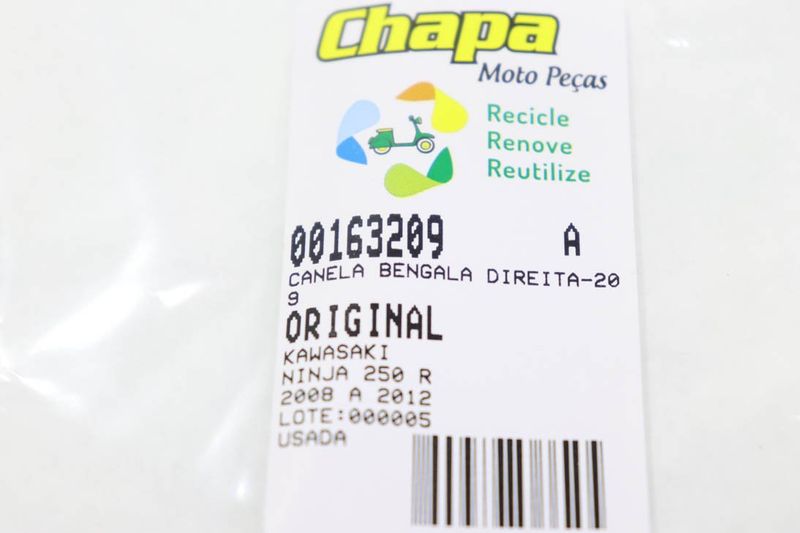 Chapa
Moto Peças
Recicle
Renove
Reutilize
00163209 A
CANELA BENGALA DIREITA-20
9
ORIGINAL
KAWASAKI
NINJA 250 R
2008 A 2012
LOTE:000005
USADA